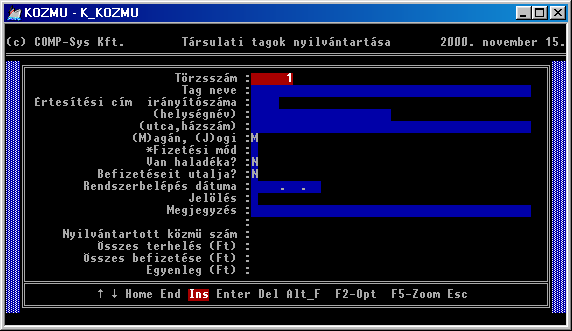 KOZMU - K_KOZMU
(c) COMP-Sys Kft. Társulati tagok nyilvántartása 2000. november 15.
Törzsszám : 1
Tag neve :
Értesítési cím irányítószáma :
(helységnév) :
(utca,házszám) :
(M)agán, (J)ogi :M
*Fizetési mód :
Van haladéka? :N
Befizetéseit utalja? :N
Rendszerbelépés dátuma : . .
Jelölés :
Megjegyzés :
:
Nyilvántartott közmü szám :
Összes terhelés (Ft) :
Összes befizetése (Ft) :
Egyenleg (Ft) :
↑ ↓ Home End Ins Enter Del Alt_F F2-Opt F5-Zoom Esc